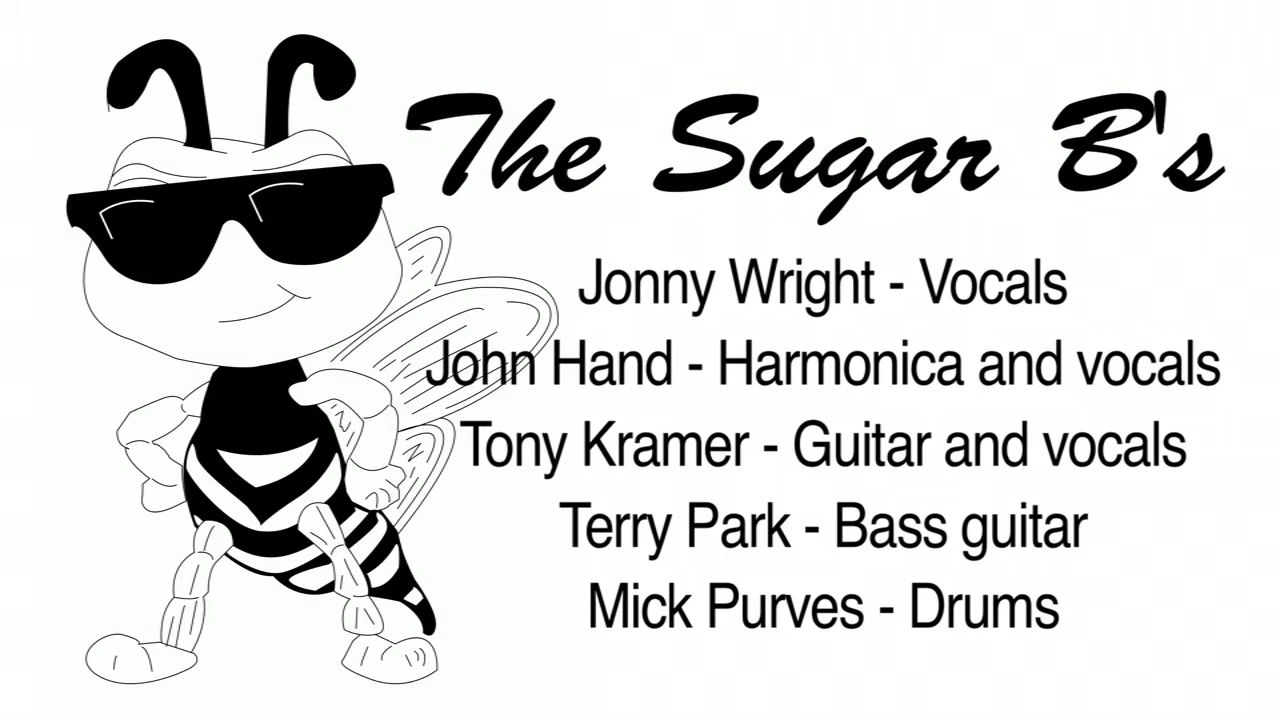 The Sugar B's
Jonny Wright - Vocals
John Hand - Harmonica and vocals
Tony Kramer - Guitar and vocals
Terry Park - Bass guitar
Mick Purves - Drums